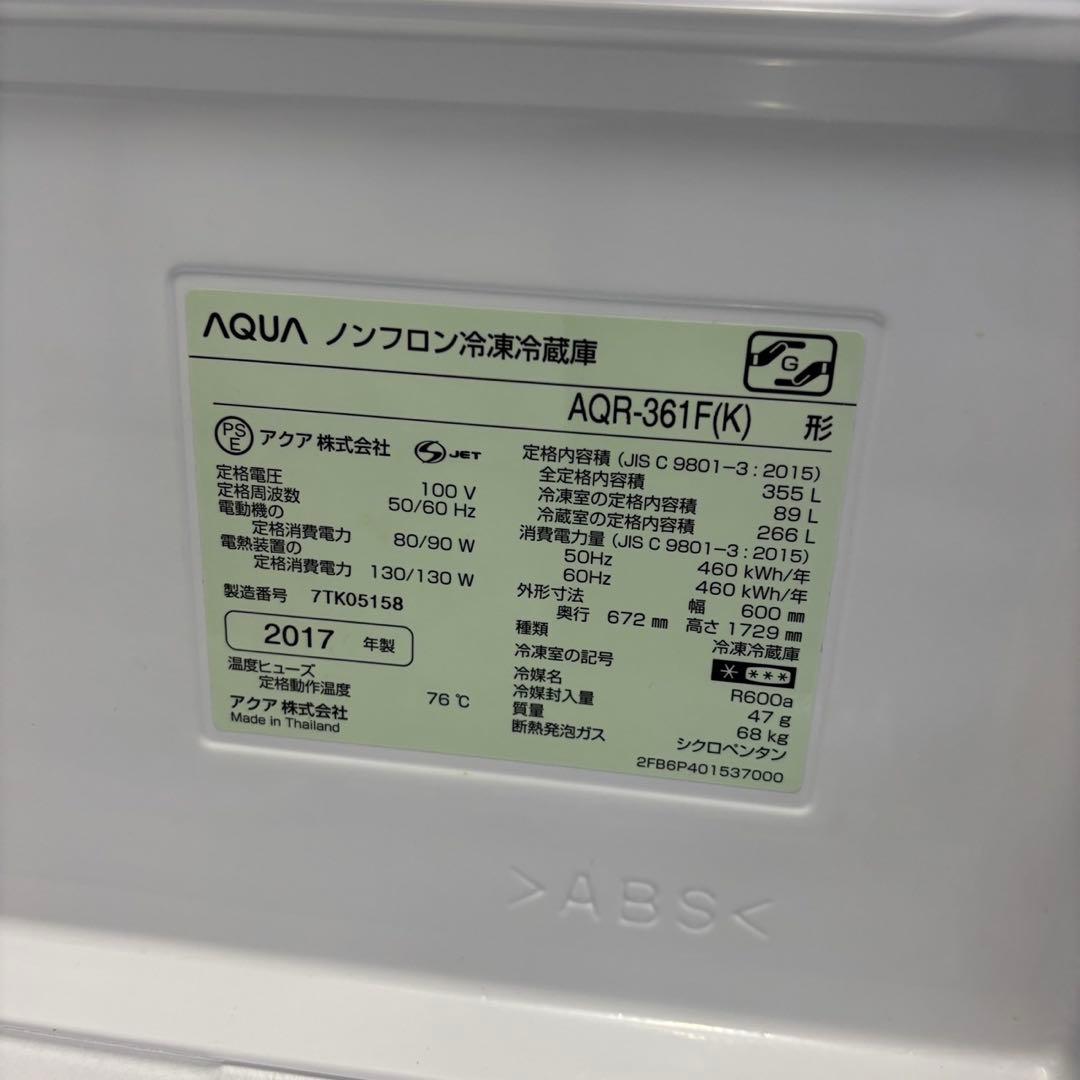 AQUA ノンフロン冷凍冷蔵庫
G
AQR-361F(K) 形
PSE アクア 株式会社 JET
定格電圧 100 V
定格周波数 50/60 Hz
電動機の
定格消費電力 80/90 W
電熱装置の
定格消費電力 130/130 W
製造番号 7TK05158
2017 年製
温度ヒューズ
定格動作温度 76 ℃
アクア 株式会社
Made in Thailand
定格内容積 (JIS C 9801-3 : 2015)
全定格内容積 355 L
冷凍室の定格内容積 89 L
冷蔵室の定格内容積 266 L
消費電力量 (JIS C 9801-3 : 2015)
50Hz 460 kWh/年
60Hz 460 kWh/年
外形寸法 幅 600 mm
奥行 672 mm 高さ 1729 mm
種類 冷凍冷蔵庫
冷凍室の記号 * ***
冷媒名 R600a
冷媒封入量 47 g
質量 68 kg
断熱発泡ガス シクロペンタン
2FB6P401537000
>ABS<